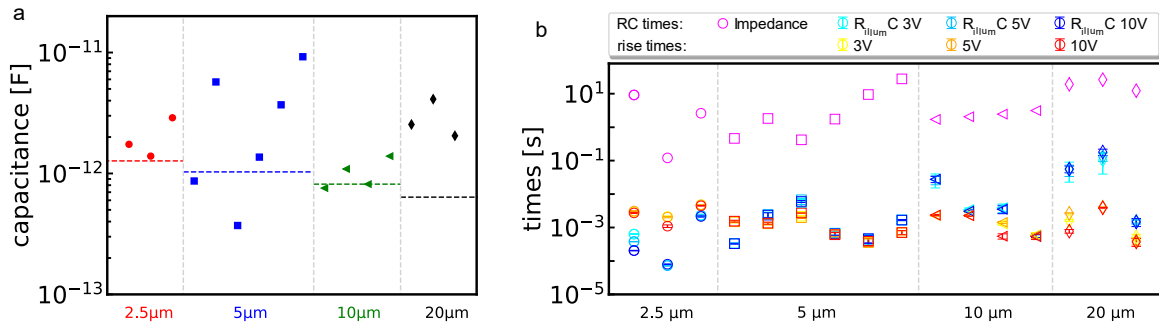 a
capacitance [F]
10⁻¹¹
10⁻¹²
10⁻¹³
2.5μm
5μm
10μm
20μm
b
RC times:
Impedance
R_illum C 3V
R_illum C 5V
R_illum C 10V
rise times:
3V
5V
10V
times [s]
10¹
10⁻¹
10⁻³
10⁻⁵
2.5 μm
5 μm
10 μm
20 μm